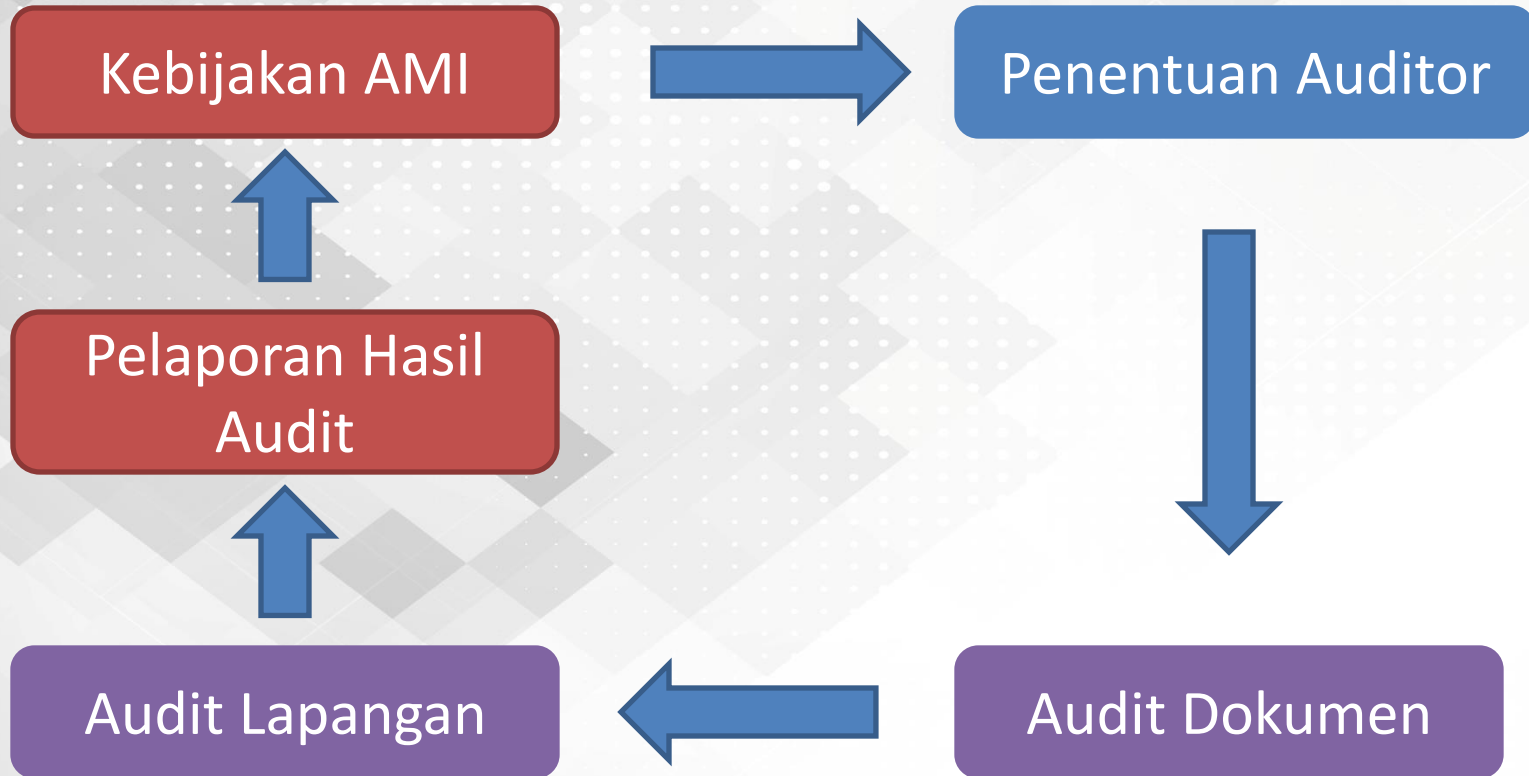 Kebijakan AMI
Penentuan Auditor
Pelaporan Hasil
Audit
Audit Lapangan
Audit Dokumen